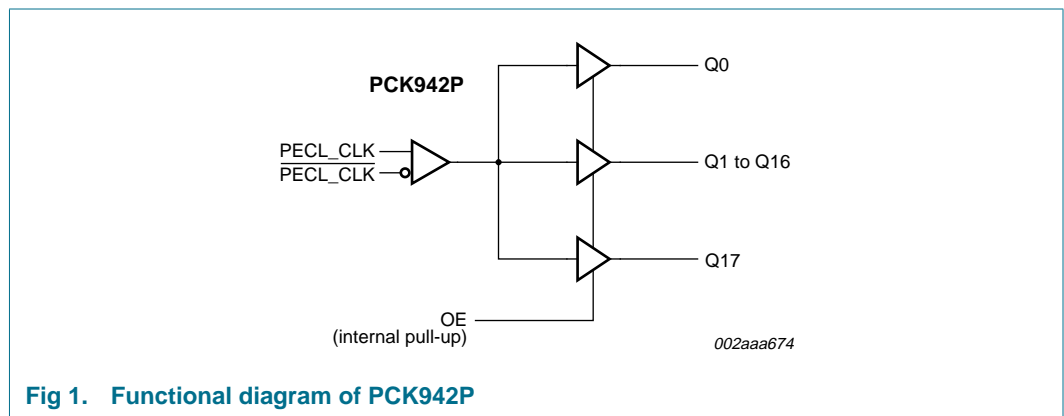 PCK942P
Q0
PECL_CLK
PECL_CLK
Q1 to Q16
Q17
OE
(internal pull-up)
002aaa674
Fig 1. Functional diagram of PCK942P